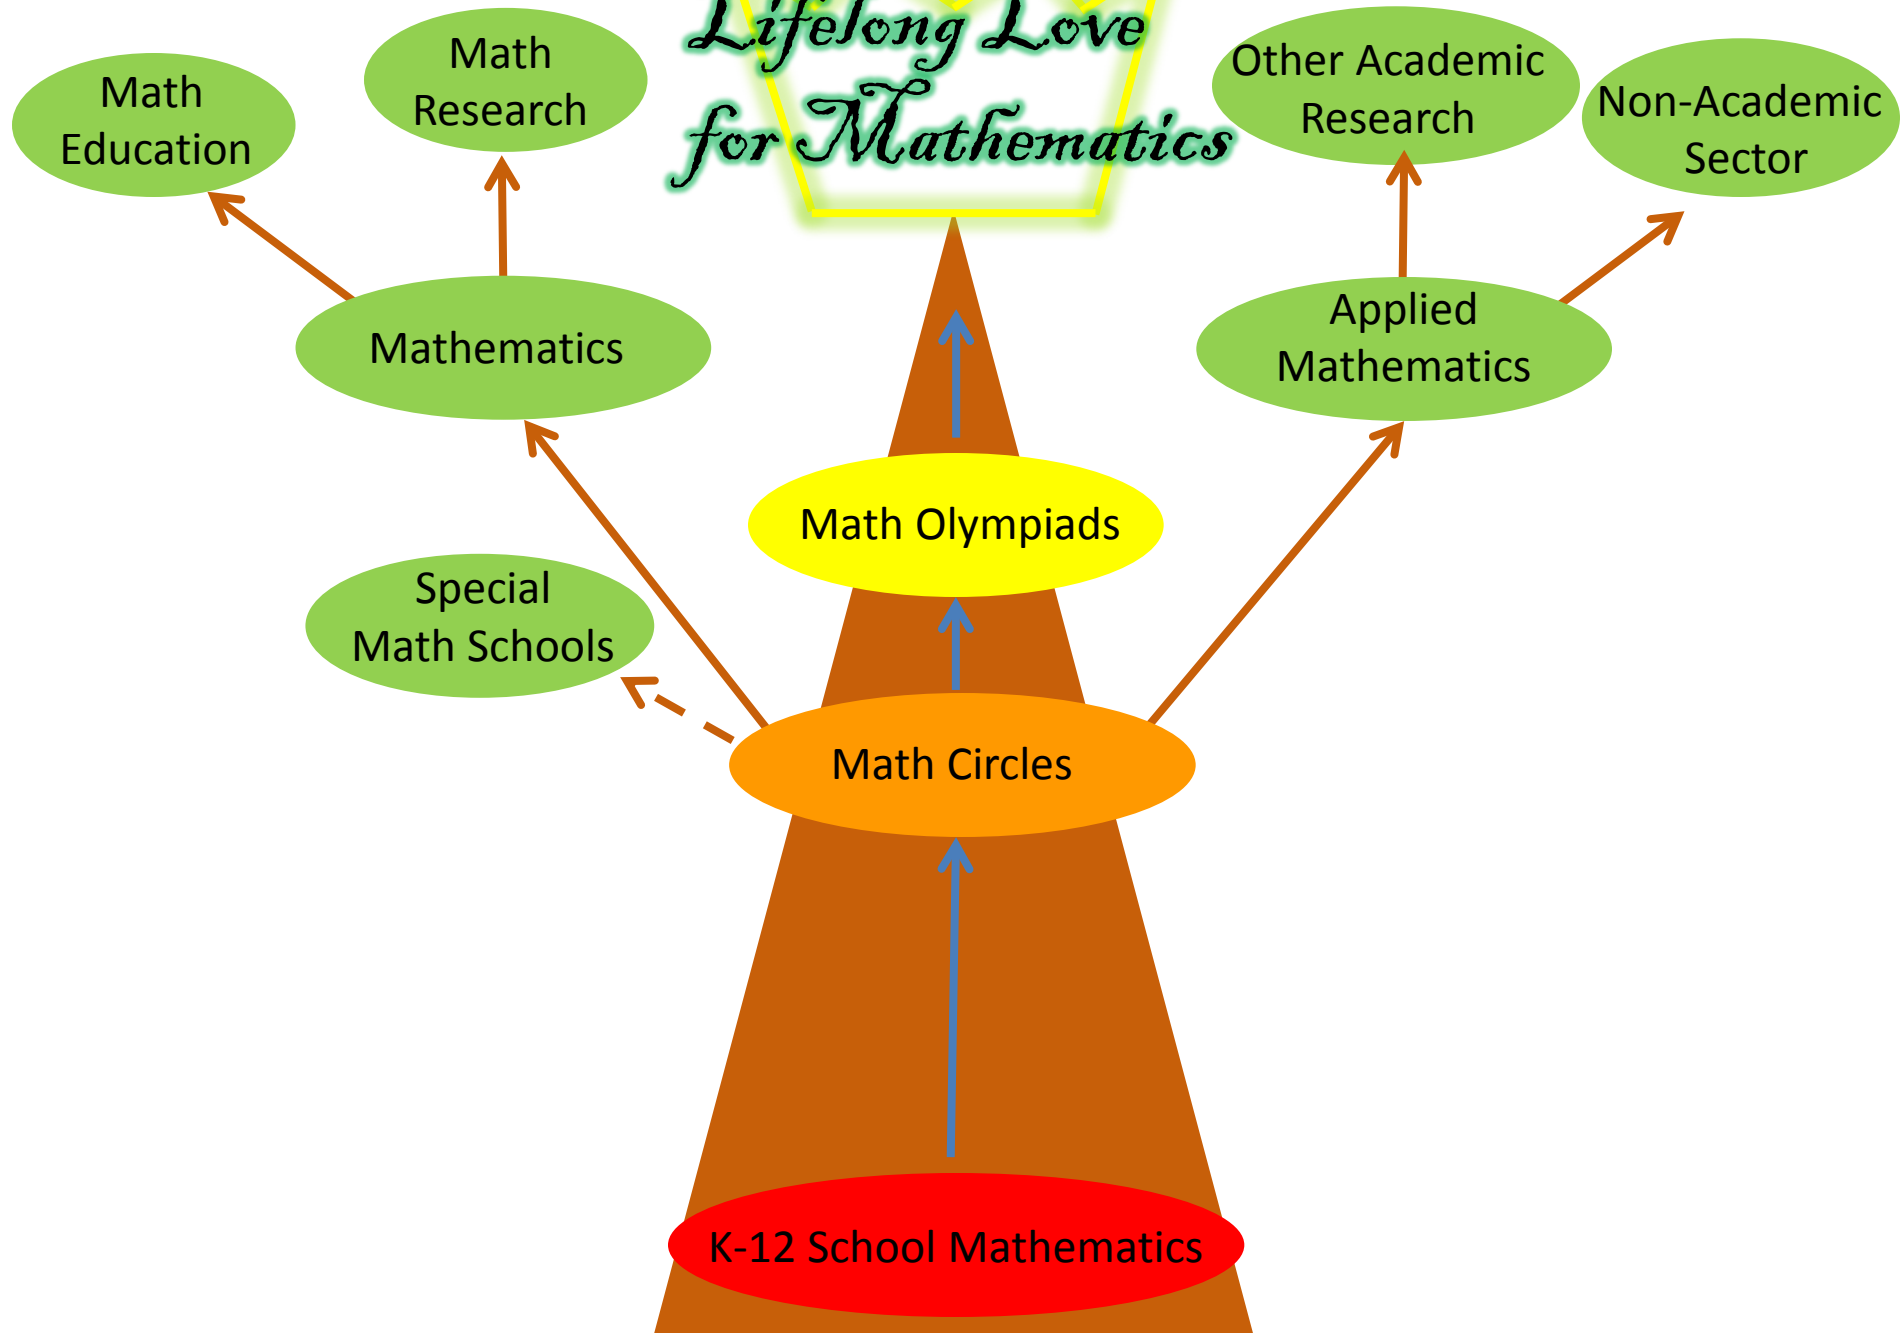 Lifelong Love
for Mathematics
Math
Education
Math
Research
Other Academic
Research
Non-Academic
Sector
Mathematics
Applied
Mathematics
Math Olympiads
Special
Math Schools
Math Circles
K-12 School Mathematics